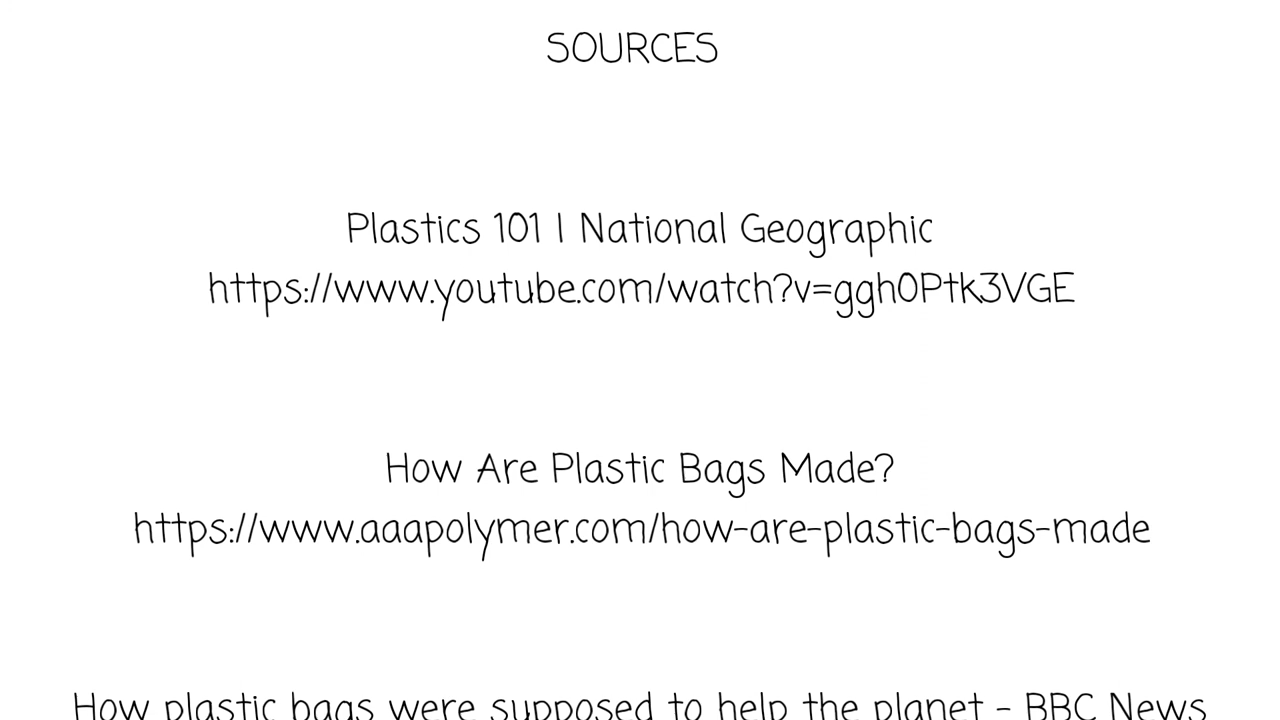 SOURCES
Plastics 101 | National Geographic
https://www.youtube.com/watch?v=ggh0Ptk3VGE
How Are Plastic Bags Made?
https://www.aaapolymer.com/how-are-plastic-bags-made
How plastic bags were supposed to help the planet - BBC News